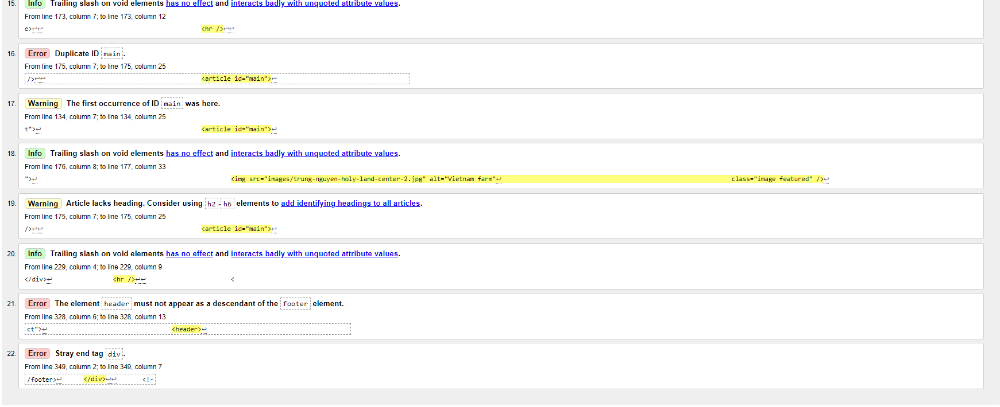 15. Info Trailing slash on void elements has no effect and interacts badly with unquoted attribute values.
From line 173, column 7; to line 173, column 12
e>↩↩ <hr />↩↩
16. Error Duplicate ID main.
From line 175, column 7; to line 175, column 25
/>↩↩ <article id="main">↩
17. Warning The first occurrence of ID main was here.
From line 134, column 7; to line 134, column 25
t">↩ <article id="main">↩
18. Info Trailing slash on void elements has no effect and interacts badly with unquoted attribute values.
From line 176, column 8; to line 177, column 33
">↩ <img src="images/trung-nguyen-holy-land-center-2.jpg" alt="Vietnam farm"↩ class="image featured" />↩
19. Warning Article lacks heading. Consider using h2-h6 elements to add identifying headings to all articles.
From line 175, column 7; to line 175, column 25
/>↩↩ <article id="main">↩
20. Info Trailing slash on void elements has no effect and interacts badly with unquoted attribute values.
From line 229, column 4; to line 229, column 9
</div>↩ <hr />↩↩ <
21. Error The element header must not appear as a descendant of the footer element.
From line 328, column 6; to line 328, column 13
ct">↩ <header>↩
22. Error Stray end tag div.
From line 349, column 2; to line 349, column 7
/footer>↩ </div>↩↩ <!-